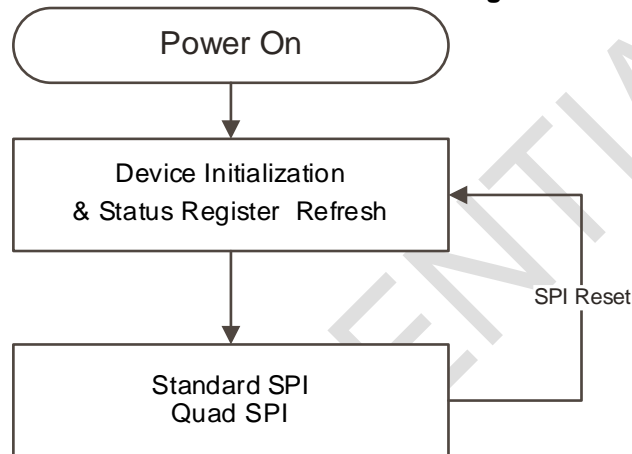 Power On
Device Initialization
& Status Register Refresh
SPI Reset
Standard SPI
Quad SPI